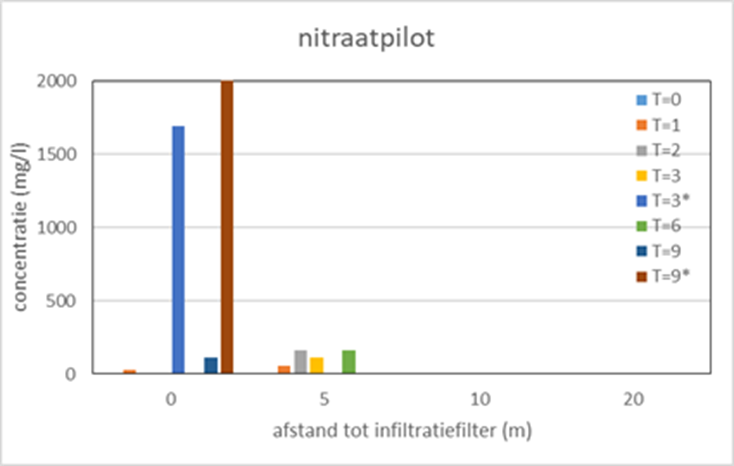 nitraatpilot
2000
1500
1000
500
0
concentratie (mg/l)
T=0
T=1
T=2
T=3
T=3*
T=6
T=9
T=9*
0 5 10 20
afstand tot infiltratiefilter (m)